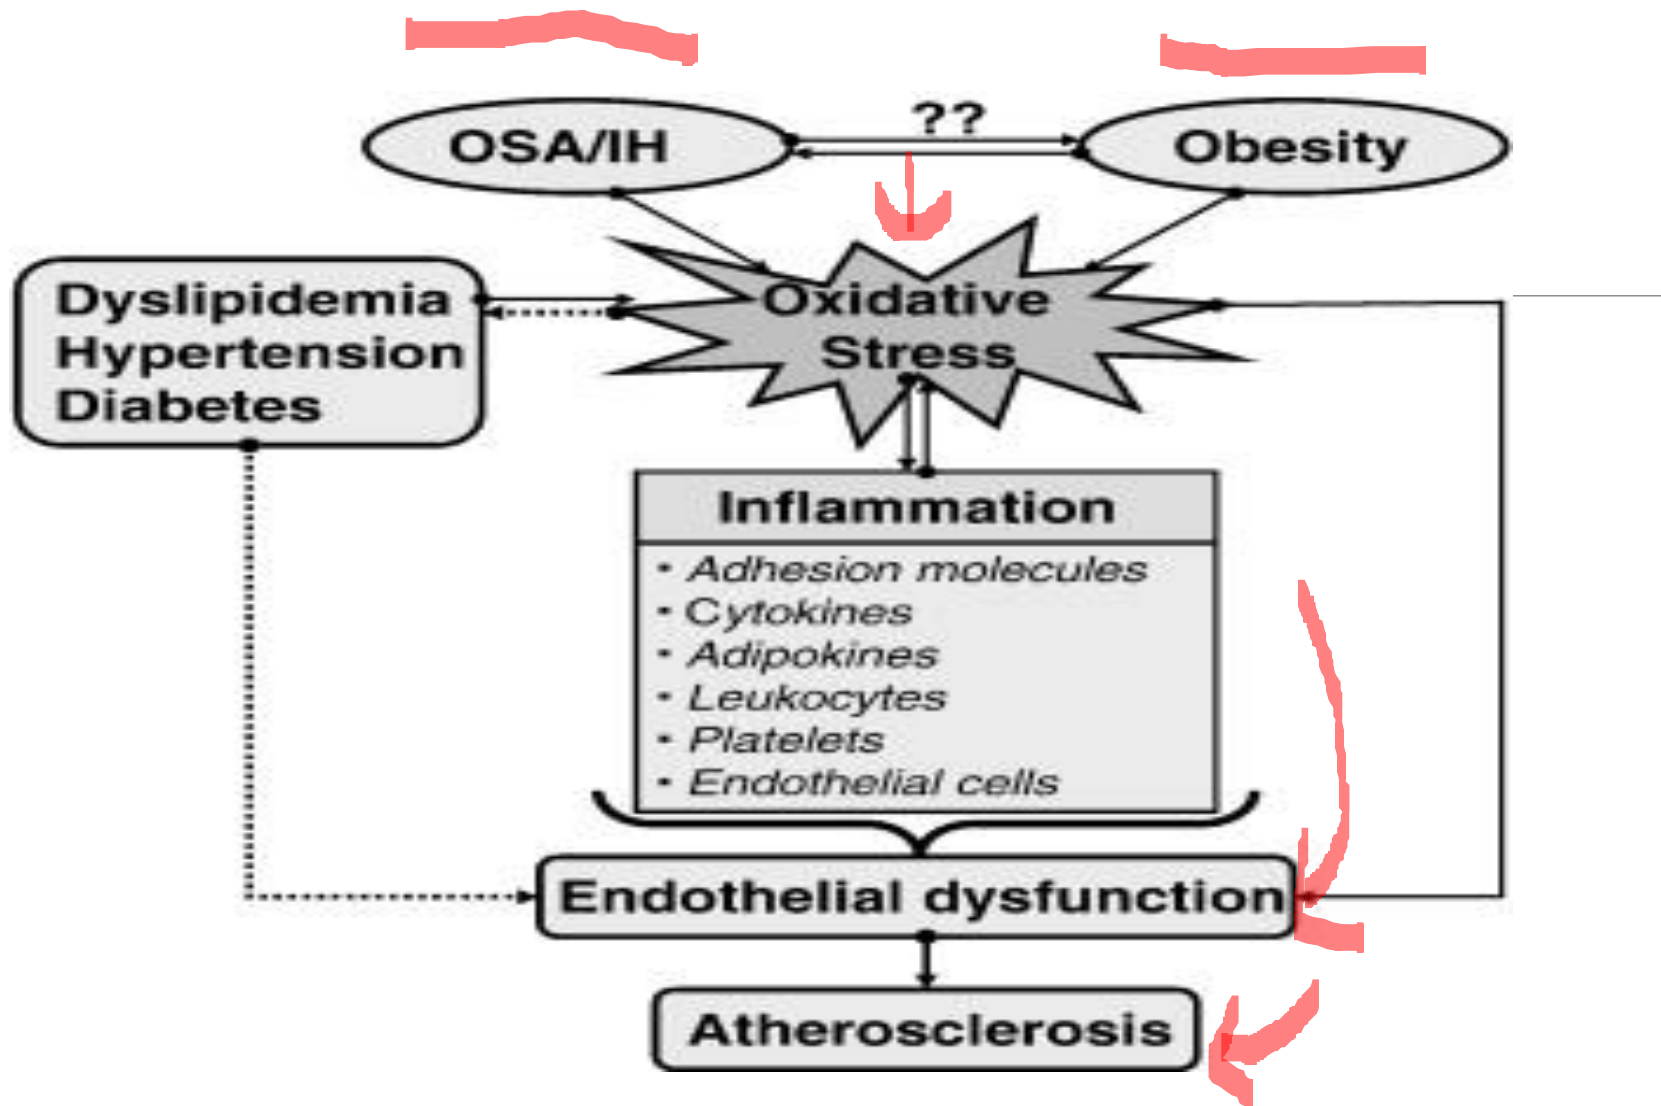 ??
OSA/IH
Obesity
Oxidative
Stress
Dyslipidemia
Hypertension
Diabetes
Inflammation
• Adhesion molecules
• Cytokines
• Adipokines
• Leukocytes
• Platelets
• Endothelial cells
Endothelial dysfunction
Atherosclerosis